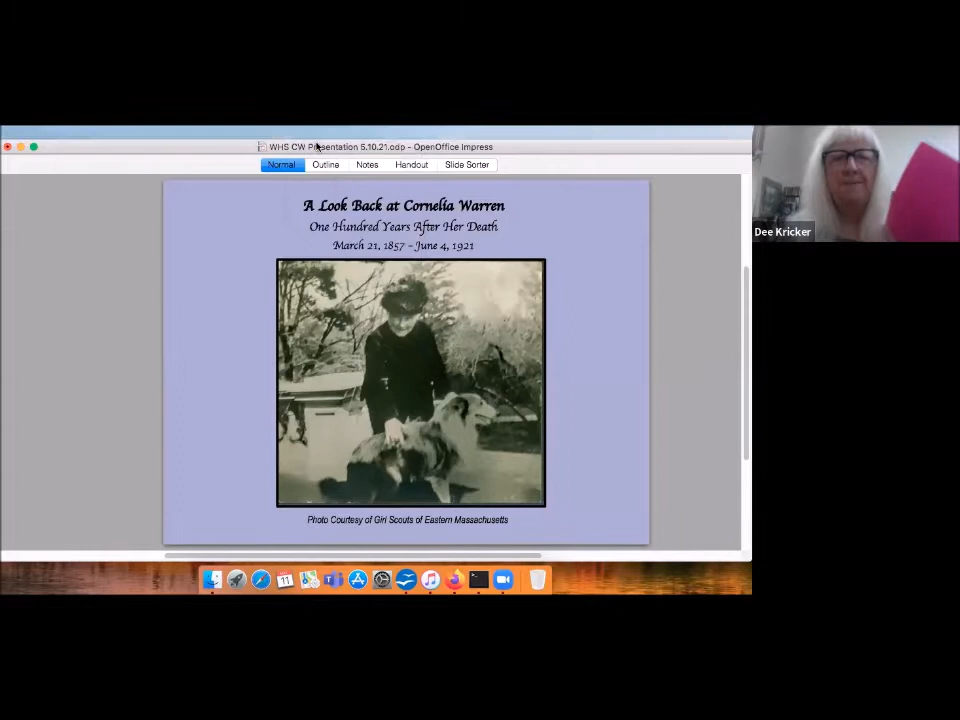 WHS CW Presentation 5.10.21.odp - OpenOffice Impress
Normal Outline Notes Handout Slide Sorter
A Look Back at Cornelia Warren
One Hundred Years After Her Death
March 21, 1857 - June 4, 1921
Photo Courtesy of Girl Scouts of Eastern Massachusetts
Dee Kricker
11